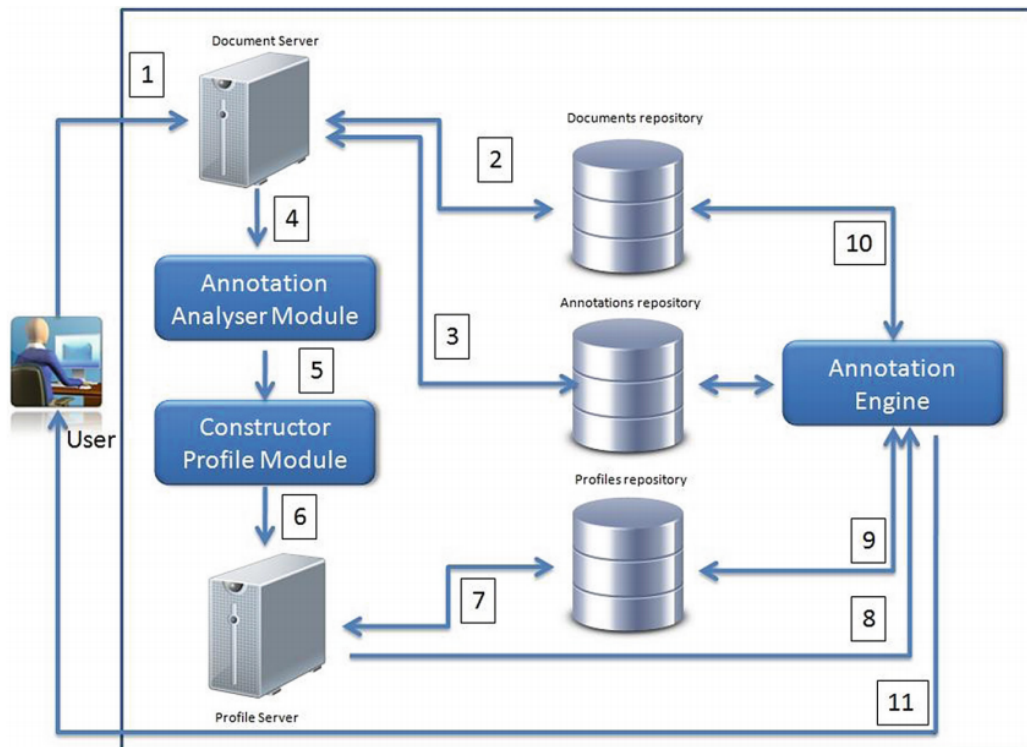 Document Server
1
Documents repository
2
4
10
Annotation
Analyser Module
Annotations repository
3
5
Annotation
Engine
User
Constructor
Profile Module
Profiles repository
6
9
7
8
11
Profile Server